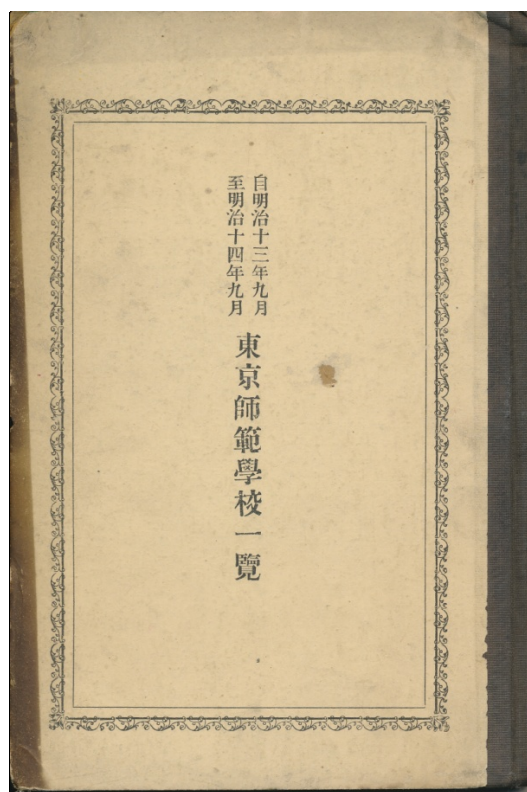 自明治十三年九月
至明治十四年九月
東京師範學校一覽